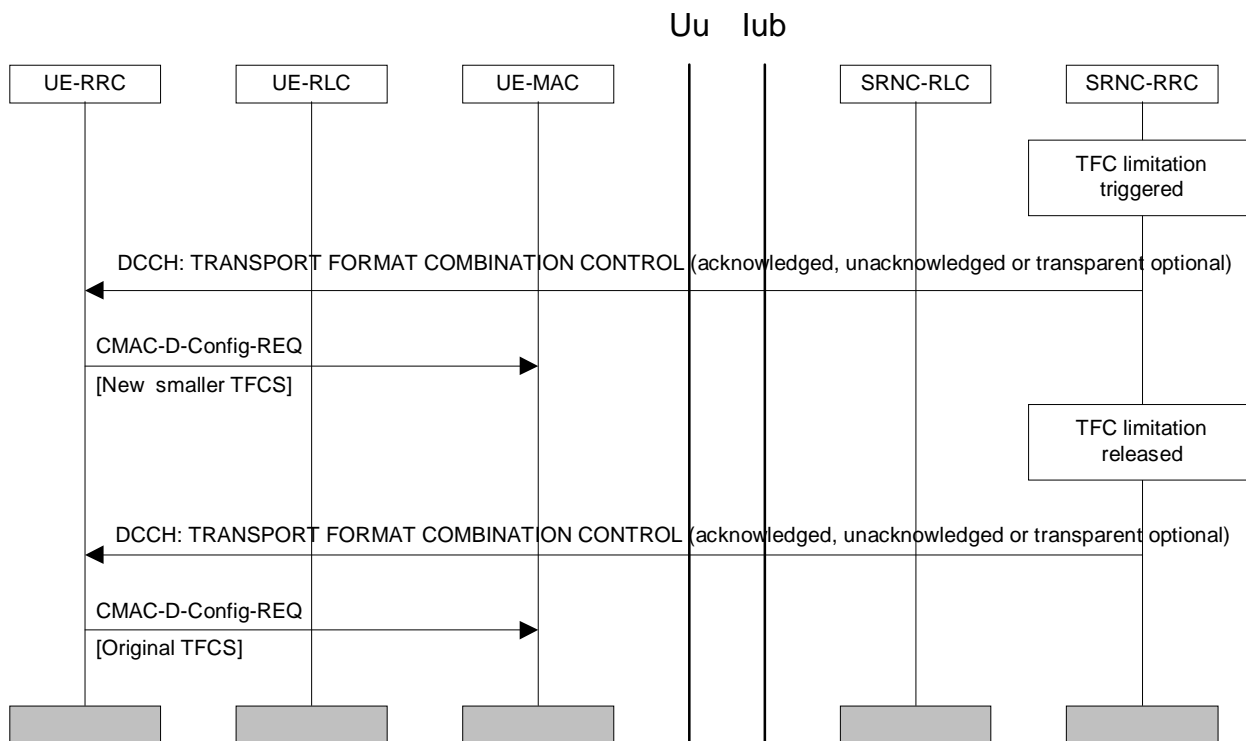 Uu Iub
UE-RRC UE-RLC UE-MAC SRNC-RLC SRNC-RRC
TFC limitation
triggered
DCCH: TRANSPORT FORMAT COMBINATION CONTROL (acknowledged, unacknowledged or transparent optional)
CMAC-D-Config-REQ
[New smaller TFCS]
TFC limitation
released
DCCH: TRANSPORT FORMAT COMBINATION CONTROL (acknowledged, unacknowledged or transparent optional)
CMAC-D-Config-REQ
[Original TFCS]